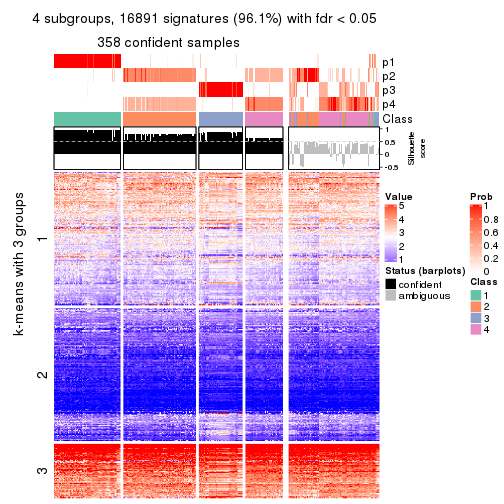 4 subgroups, 16891 signatures (96.1%) with fdr < 0.05
358 confident samples
p1
p2
p3
p4
Class
1
0.5
0
-0.5
Silhouette
score
k-means with 3 groups
1
2
3
Value
5
4
3
2
1
Status (barplots)
confident
ambiguous
Prob
1
0.8
0.6
0.4
0.2
0
Class
1
2
3
4